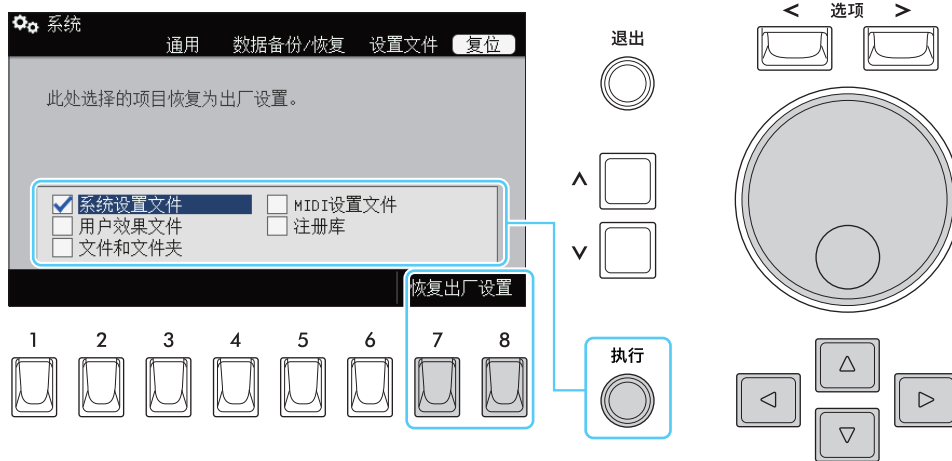 系统
通用 数据备份/恢复 设置文件 复位
此处选择的项目恢复为出厂设置。
系统设置文件 MIDI设置文件
用户效果文件 注册库
文件和文件夹
恢复出厂设置
1 2 3 4 5 6 7 8
退出
∧
∨
执行
< 选项 >